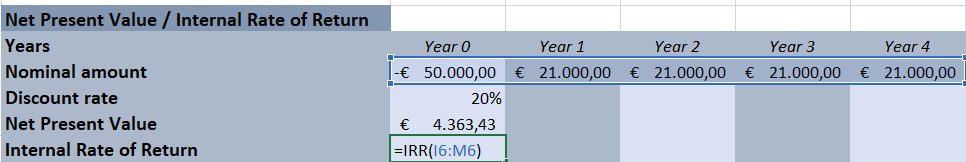 Net Present Value / Internal Rate of Return
Years Year 0 Year 1 Year 2 Year 3 Year 4
Nominal amount -€ 50.000,00 € 21.000,00 € 21.000,00 € 21.000,00 € 21.000,00
Discount rate 20%
Net Present Value € 4.363,43
Internal Rate of Return =IRR(I6:M6)